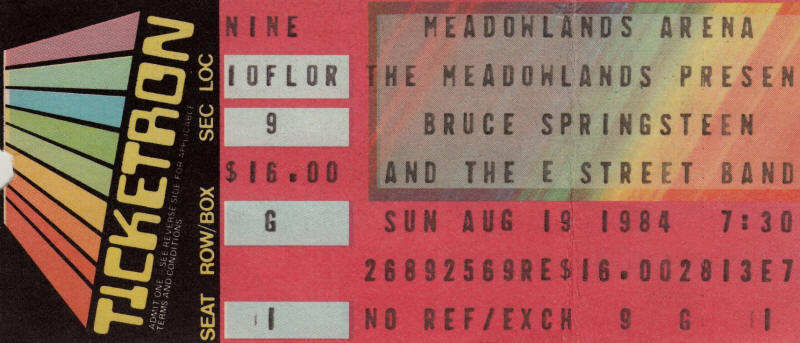 TICKETRON
ADMIT ONE — SEE REVERSE SIDE FOR APPLICABLE
TERMS AND CONDITIONS
SEAT ROW/BOX SEC LOC
NINE
10FLOR
9
$16.00
G
1
MEADOWLANDS ARENA
THE MEADOWLANDS PRESEN
BRUCE SPRINGSTEEN
AND THE E STREET BAND
SUN AUG 19 1984 7:30
26892569RE$16.002813E7
NO REF/EXCH 9 G 1